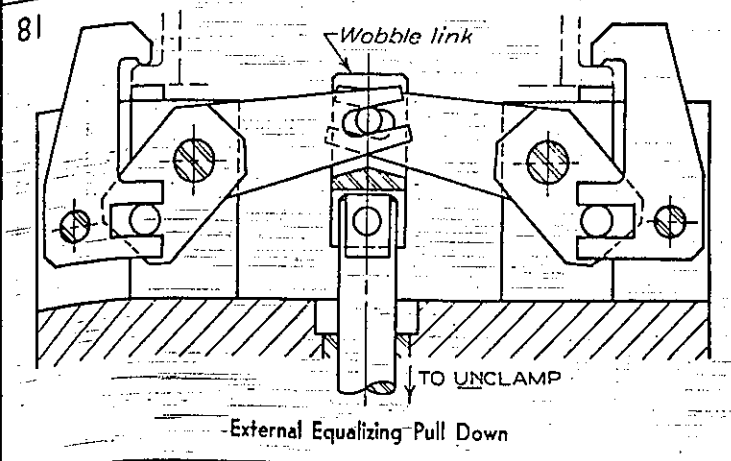 81
Wobble link
TO UNCLAMP
External Equalizing Pull Down